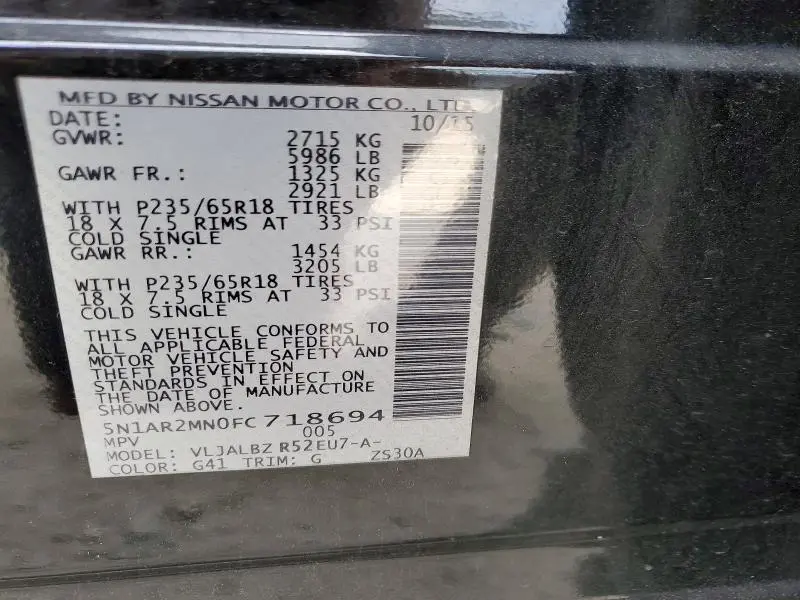 MFD BY NISSAN MOTOR CO., LTD.
DATE: 10/15
GVWR: 2715 KG
5986 LB
GAWR FR.: 1325 KG
2921 LB
WITH P235/65R18 TIRES
18 X 7.5 RIMS AT 33 PSI
COLD SINGLE
GAWR RR.: 1454 KG
3205 LB
WITH P235/65R18 TIRES
18 X 7.5 RIMS AT 33 PSI
COLD SINGLE
THIS VEHICLE CONFORMS TO
ALL APPLICABLE FEDERAL
MOTOR VEHICLE SAFETY AND
THEFT PREVENTION
STANDARDS IN EFFECT ON
THE DATE OF MANUFACTURE
SHOWN ABOVE.
5N1AR2MN0FC718694
MPV 005
MODEL: VLJALBZ R52EU7-A-
COLOR: G41 TRIM: G ZS30A